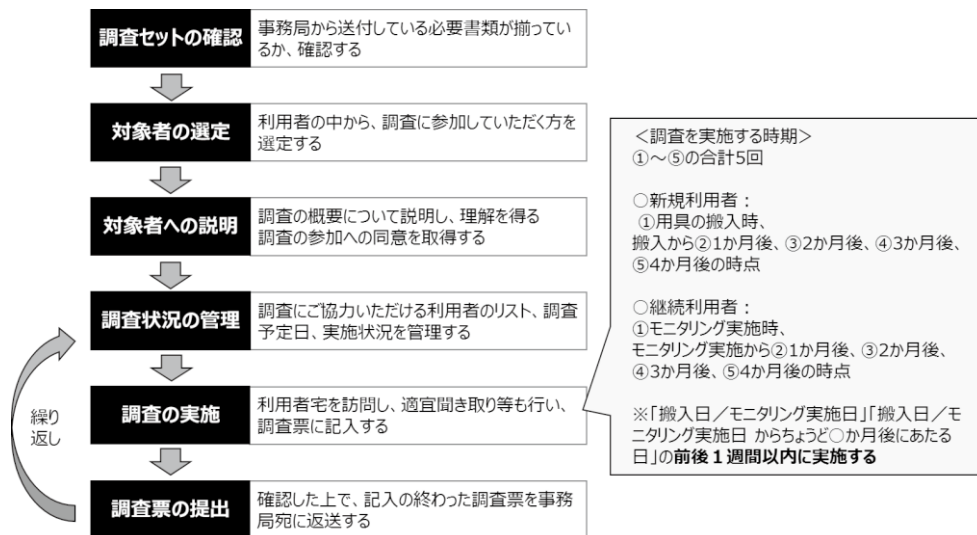 調査セットの確認
事務局から送付している必要書類が揃ってい
るか、確認する
対象者の選定
利用者の中から、調査に参加していただく方を
選定する
対象者への説明
調査の概要について説明し、理解を得る
調査の参加への同意を取得する
調査状況の管理
調査にご協力いただける利用者のリスト、調査
予定日、実施状況を管理する
調査の実施
利用者宅を訪問し、適宜聞き取り等も行い、
調査票に記入する
調査票の提出
確認した上で、記入の終わった調査票を事務
局宛に返送する
繰り
返し
＜調査を実施する時期＞
①～⑤の合計5回
○新規利用者：
①用具の搬入時、
搬入から②1か月後、③2か月後、④3か月後、
⑤4か月後の時点
○継続利用者：
①モニタリング実施時、
モニタリング実施から②1か月後、③2か月後、
④3か月後、⑤4か月後の時点
※「搬入日／モニタリング実施日」「搬入日／モ
ニタリング実施日 からちょうど○か月後にあたる
日」の前後１週間以内に実施する